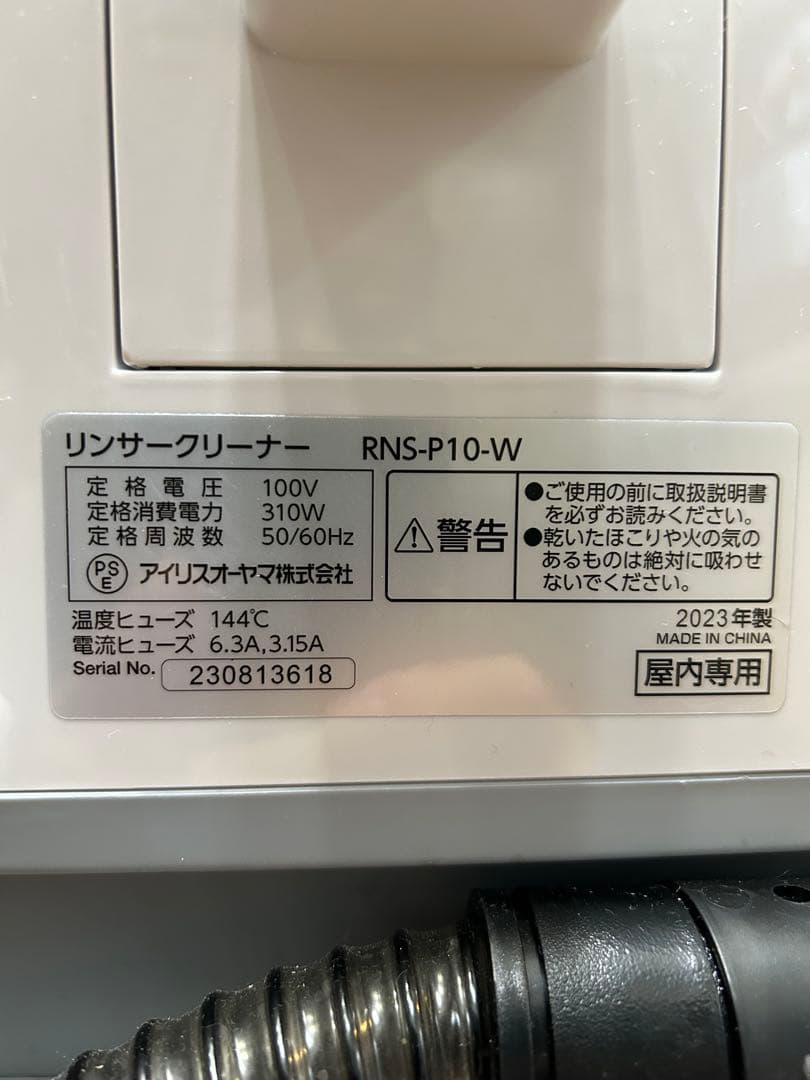 リンサークリーナー RNS-P10-W
定格電圧 100V
定格消費電力 310W
定格周波数 50/60Hz
PSE アイリスオーヤマ株式会社
警告
●ご使用の前に取扱説明書
を必ずお読みください。
●乾いたほこりや火の気の
あるものは絶対に吸わせ
ないでください。
温度ヒューズ 144℃
電流ヒューズ 6.3A,3.15A
Serial No. 230813618
2023年製
MADE IN CHINA
屋内専用